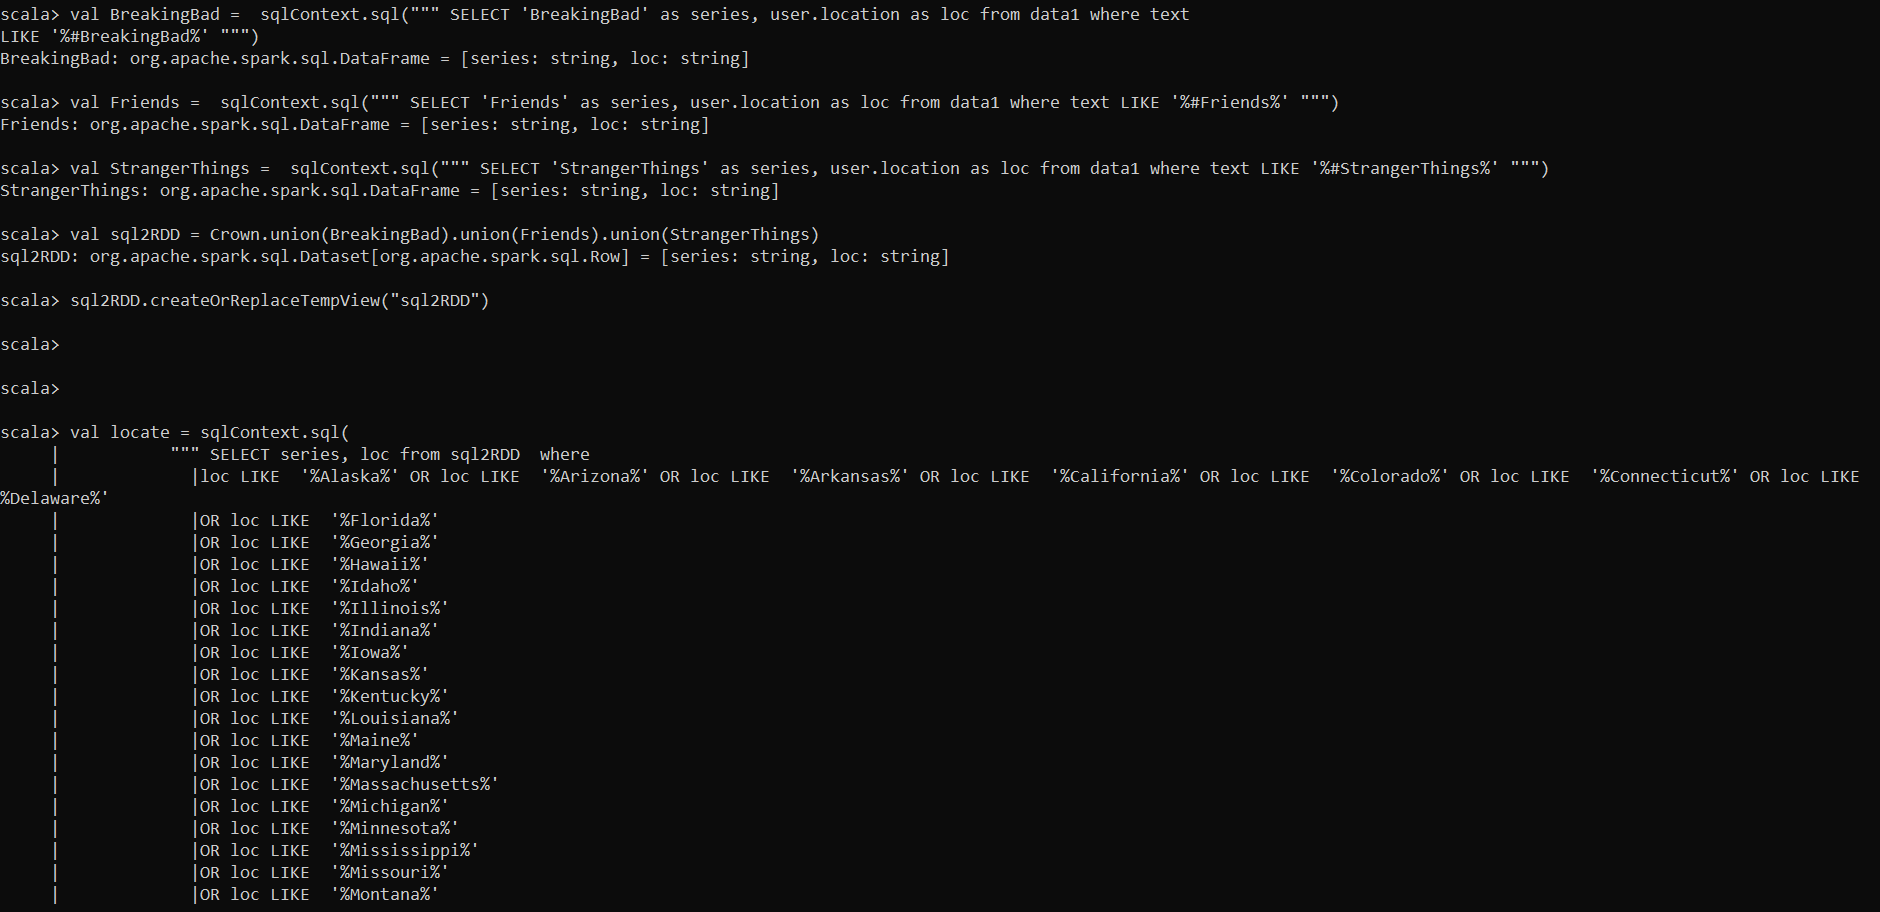 scala> val BreakingBad =  sqlContext.sql(""" SELECT 'BreakingBad' as series, user.location as loc from data1 where text
LIKE '%#BreakingBad%' """)
BreakingBad: org.apache.spark.sql.DataFrame = [series: string, loc: string]
scala> val Friends =  sqlContext.sql(""" SELECT 'Friends' as series, user.location as loc from data1 where text LIKE '%#Friends%' """)
Friends: org.apache.spark.sql.DataFrame = [series: string, loc: string]
scala> val StrangerThings =  sqlContext.sql(""" SELECT 'StrangerThings' as series, user.location as loc from data1 where text LIKE '%#StrangerThings%' """)
StrangerThings: org.apache.spark.sql.DataFrame = [series: string, loc: string]
scala> val sql2RDD = Crown.union(BreakingBad).union(Friends).union(StrangerThings)
sql2RDD: org.apache.spark.sql.Dataset[org.apache.spark.sql.Row] = [series: string, loc: string]
scala> sql2RDD.createOrReplaceTempView("sql2RDD")
scala>
scala>
scala> val locate = sqlContext.sql(
     |           """ SELECT series, loc from sql2RDD  where
     |             |loc LIKE  '%Alaska%' OR loc LIKE  '%Arizona%' OR loc LIKE  '%Arkansas%' OR loc LIKE  '%California%' OR loc LIKE  '%Colorado%' OR loc LIKE  '%Connecticut%' OR loc LIKE
%Delaware%'
     |             |OR loc LIKE  '%Florida%'
     |             |OR loc LIKE  '%Georgia%'
     |             |OR loc LIKE  '%Hawaii%'
     |             |OR loc LIKE  '%Idaho%'
     |             |OR loc LIKE  '%Illinois%'
     |             |OR loc LIKE  '%Indiana%'
     |             |OR loc LIKE  '%Iowa%'
     |             |OR loc LIKE  '%Kansas%'
     |             |OR loc LIKE  '%Kentucky%'
     |             |OR loc LIKE  '%Louisiana%'
     |             |OR loc LIKE  '%Maine%'
     |             |OR loc LIKE  '%Maryland%'
     |             |OR loc LIKE  '%Massachusetts%'
     |             |OR loc LIKE  '%Michigan%'
     |             |OR loc LIKE  '%Minnesota%'
     |             |OR loc LIKE  '%Mississippi%'
     |             |OR loc LIKE  '%Missouri%'
     |             |OR loc LIKE  '%Montana%'